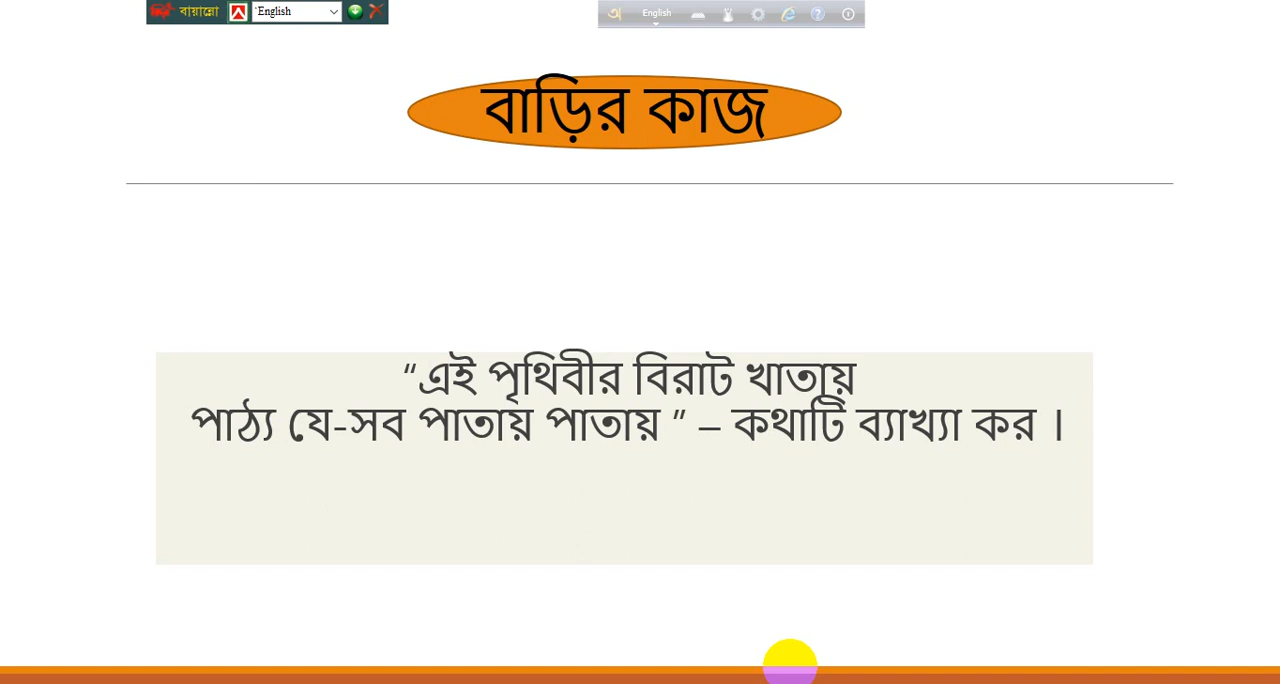 বায়ান্নো English English
বাড়ির কাজ
“এই পৃথিবীর বিরাট খাতায়
পাঠ্য যে-সব পাতায় পাতায় ” – কথাটি ব্যাখ্যা কর ।